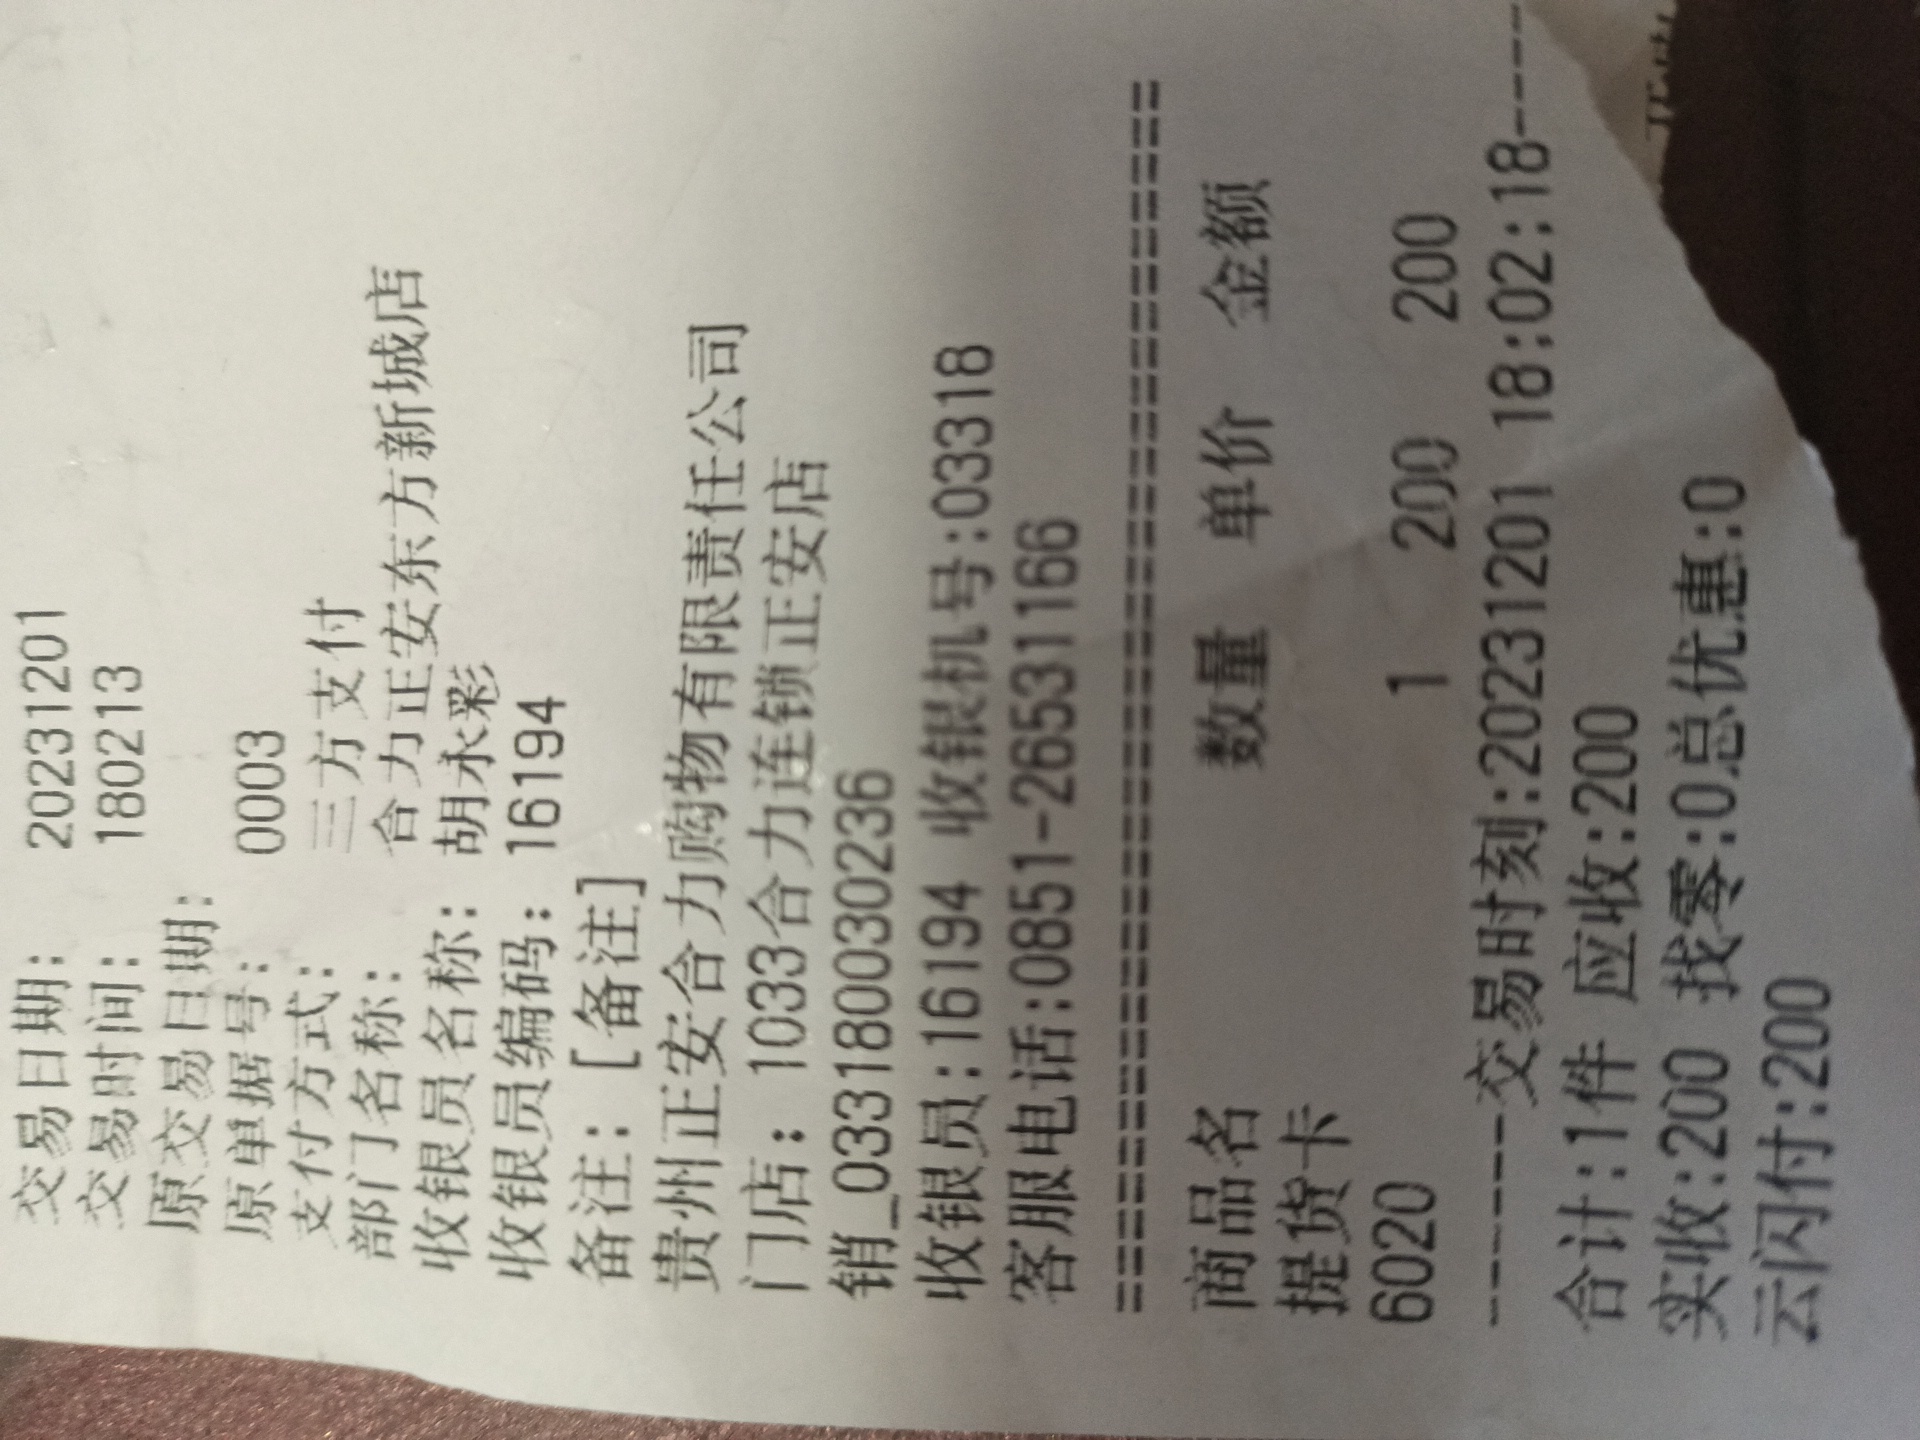 交易日期: 20231201
交易时间: 180213
原交易日期:
原单据号: 0003
支付方式: 三方支付
部门名称: 合力正安东方新城店
收银员名称: 胡永彩
收银员编码: 16194
备注: [备注]
贵州正安合力购物有限责任公司
门店: 1033合力连锁正安店
销_033180030236
收银员:16194 收银机号:03318
客服电话:0851-26531166
==========================================
商品名 数量 单价 金额
提货卡
6020 1 200 200
-------交易时刻:20231201 18:02:18----
合计:1件 应收:200
实收:200 找零:0总优惠:0
云闪付:200